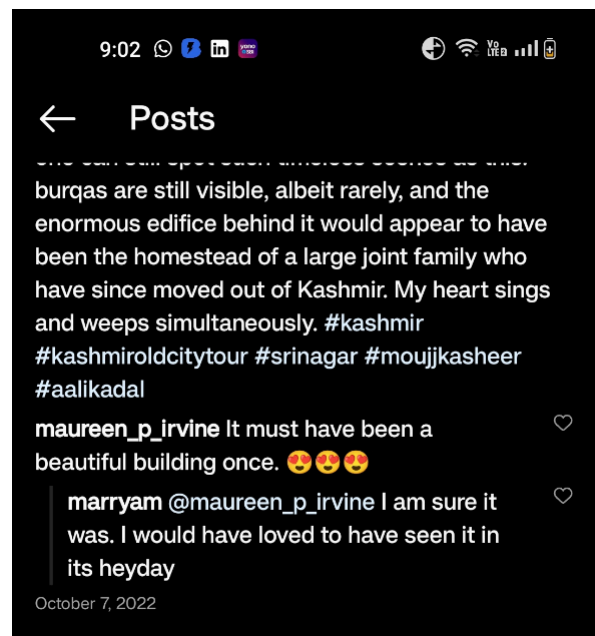 9:02
Posts
burqas are still visible, albeit rarely, and the
enormous edifice behind it would appear to have
been the homestead of a large joint family who
have since moved out of Kashmir. My heart sings
and weeps simultaneously. #kashmir
#kashmiroldcitytour #srinagar #moujjkasheer
#aalikadal
maureen_p_irvine It must have been a
beautiful building once. 😍😍😍
marryam @maureen_p_irvine I am sure it
was. I would have loved to have seen it in
its heyday
October 7, 2022